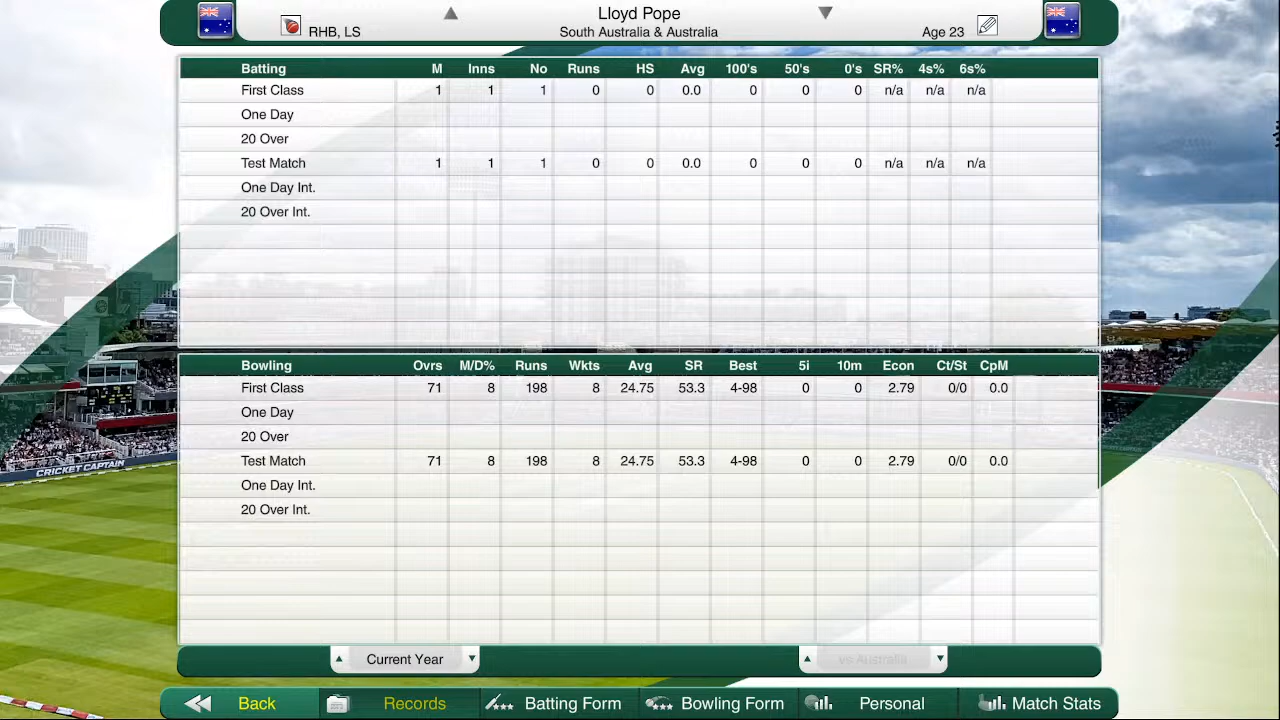 Lloyd Pope
RHB, LS
South Australia & Australia
Age 23
Batting M Inns No Runs HS Avg 100's 50's 0's SR% 4s% 6s%
First Class 1 1 1 0 0 0.0 0 0 0 n/a n/a n/a
One Day
20 Over
Test Match 1 1 1 0 0 0.0 0 0 0 n/a n/a n/a
One Day Int.
20 Over Int.
Bowling Ovrs M/D% Runs Wkts Avg SR Best 5i 10m Econ Ct/St CpM
First Class 71 8 198 8 24.75 53.3 4-98 0 0 2.79 0/0 0.0
One Day
20 Over
Test Match 71 8 198 8 24.75 53.3 4-98 0 0 2.79 0/0 0.0
One Day Int.
20 Over Int.
CRICKET CAPTAIN
Current Year
vs Australia
Back
Records
Batting Form
Bowling Form
Personal
Match Stats